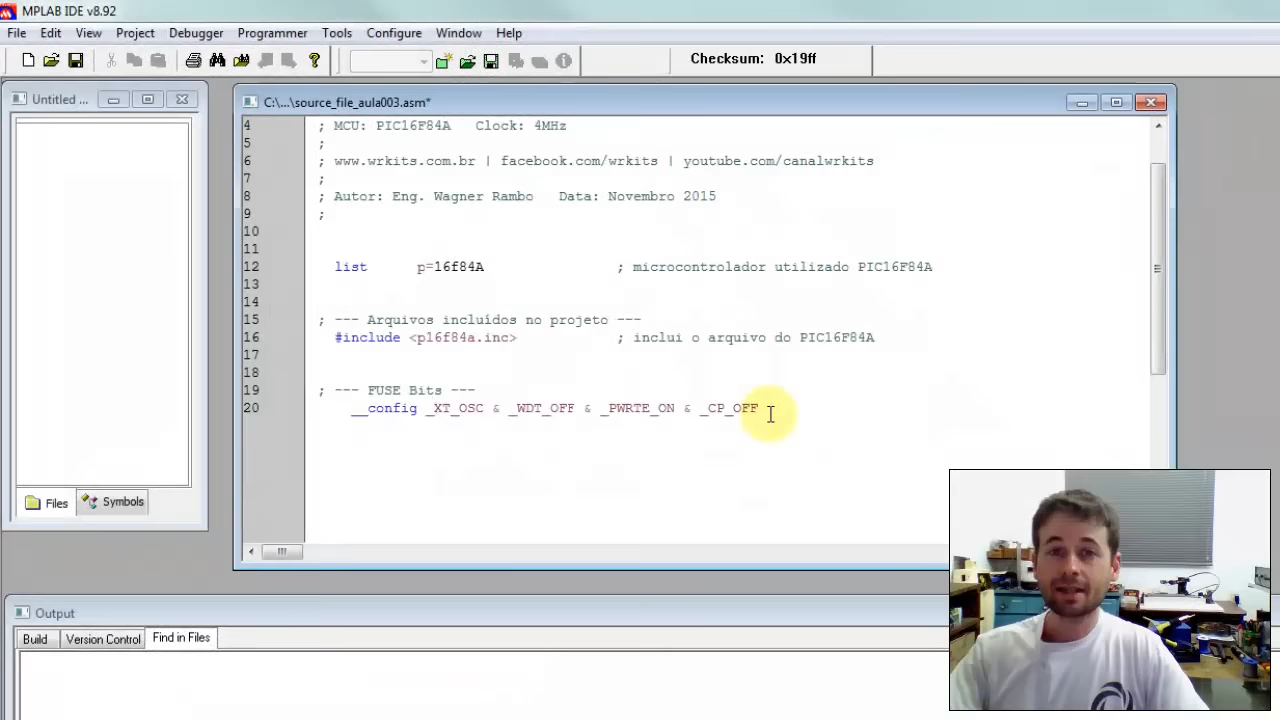 MPLAB IDE v8.92
File Edit View Project Debugger Programmer Tools Configure Window Help
Checksum: 0x19ff
Untitled ...
C:\...\source_file_aula003.asm*
4 ; MCU: PIC16F84A Clock: 4MHz
5 ;
6 ; www.wrkits.com.br | facebook.com/wrkits | youtube.com/canalwrkits
7 ;
8 ; Autor: Eng. Wagner Rambo Data: Novembro 2015
9 ;
10
11
12 list p=16f84A ; microcontrolador utilizado PIC16F84A
13
14
15 ; --- Arquivos incluídos no projeto ---
16 #include <p16f84a.inc> ; inclui o arquivo do PIC16F84A
17
18
19 ; --- FUSE Bits ---
20 __config _XT_OSC & _WDT_OFF & _PWRTE_ON & _CP_OFF
Files Symbols
Output
Build Version Control Find in Files